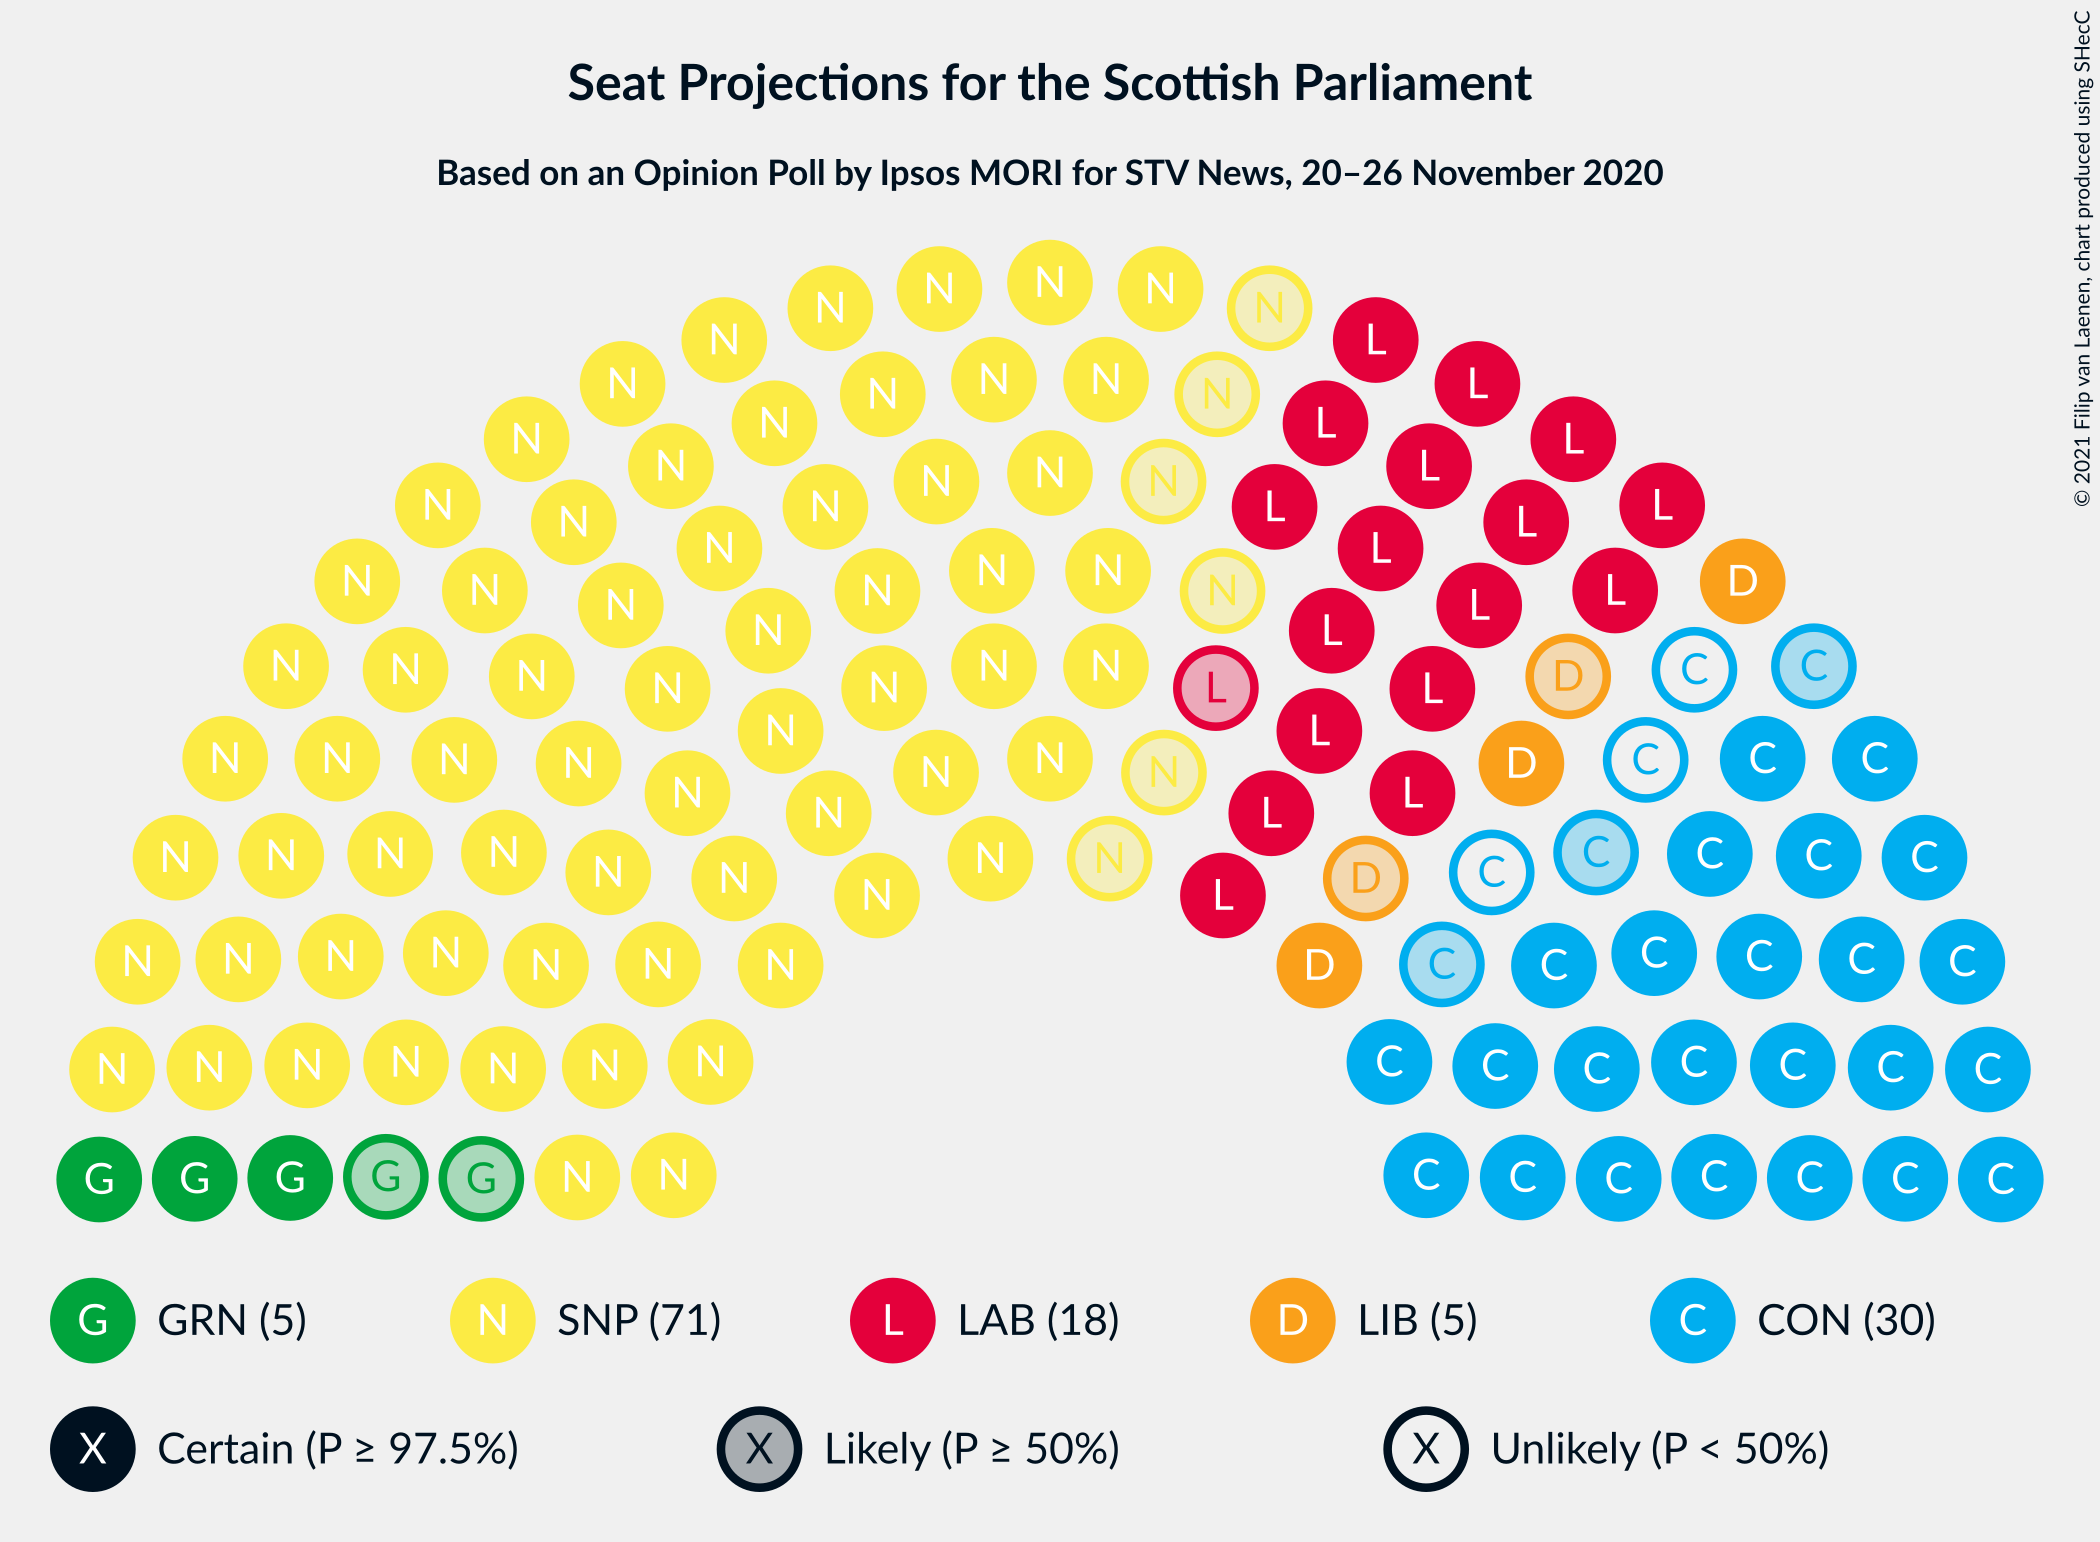 Seat Projections for the Scottish Parliament
Based on an Opinion Poll by Ipsos MORI for STV News, 20–26 November 2020
© 2021 Filip van Laenen, chart produced using SHecC
N N N N N
N L
N N N N N L
N N L
N N N L
N N N N L L
N N L
N N N L
N N N L L
N N N N L D
N N N L
N N N N L L D C C
N N L
N N N N N N N L D C C C
N N L
N N N N N N N N L D C C C C C
N L
N N N N N N N D C C C C C C
N N N N N N N C C C C C C C
G G G G G N N C C C C C C C
G GRN (5) N SNP (71) L LAB (18) D LIB (5) C CON (30)
X Certain (P ≥ 97.5%) X Likely (P ≥ 50%) X Unlikely (P < 50%)